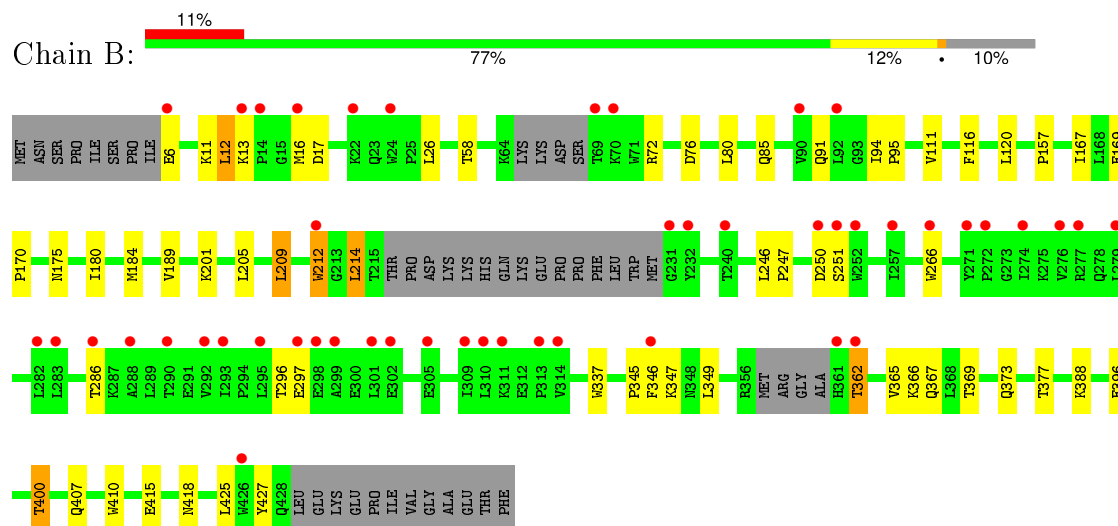 11%
Chain B:
77% 12% • 10%
MET ASN SER PRO ILE SER PRO ILE E6 K11 L12 K13 P14 G15 M16 D17 K22 Q23 W24 P25 L26 T58 K64 LYS LYS ASP SER T69 K70 W71 R72 D76 L80 Q85 V90 Q91 L92 G93 I94 P95 V111 F116 L120 P157 I167 L168 E169
P170 N175 I180 M184 V189 K201 L205 L209 W212 G213 L214 T215 THR PRO ASP LYS LYS HIS GLN LYS GLU GLU PRO PRO PHE LEU TRP MET G231 Y232 T240 L246 P247 D250 S251 W252 I257 W266 Y271 P272 G273 I274 K275 V276 R277 Q278 L279
L282 L283 T286 K287 A288 L289 T290 E291 V292 I293 P294 L295 T296 E297 E298 A299 E300 L301 E302 E305 I309 L310 K311 E312 P313 V314 W337 P345 F346 K347 N348 L349 R356 MET ARG GLY ALA H361 T362 V365 K366 Q367 L368 T369 Q373 T377 K388 E396
T400 Q407 W410 E415 N418 L425 W426 Y427 Q428 LEU GLU LYS GLU PRO ILE VAL GLY ALA GLU THR PHE